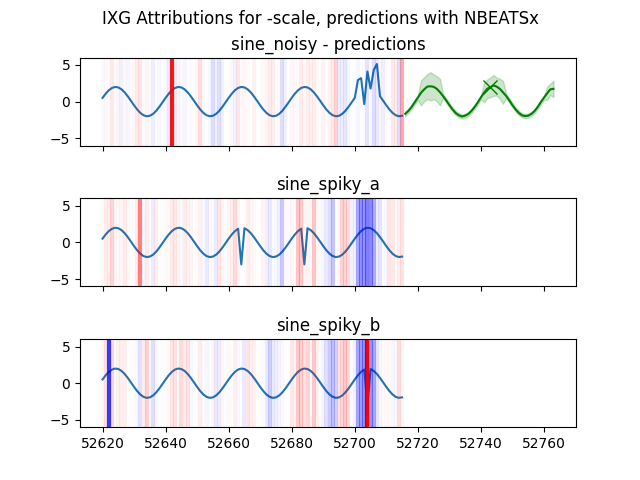 IXG Attributions for -scale, predictions with NBEATSx
sine_noisy - predictions
5
0
−5
sine_spiky_a
5
0
−5
sine_spiky_b
5
0
−5
52620 52640 52660 52680 52700 52720 52740 52760